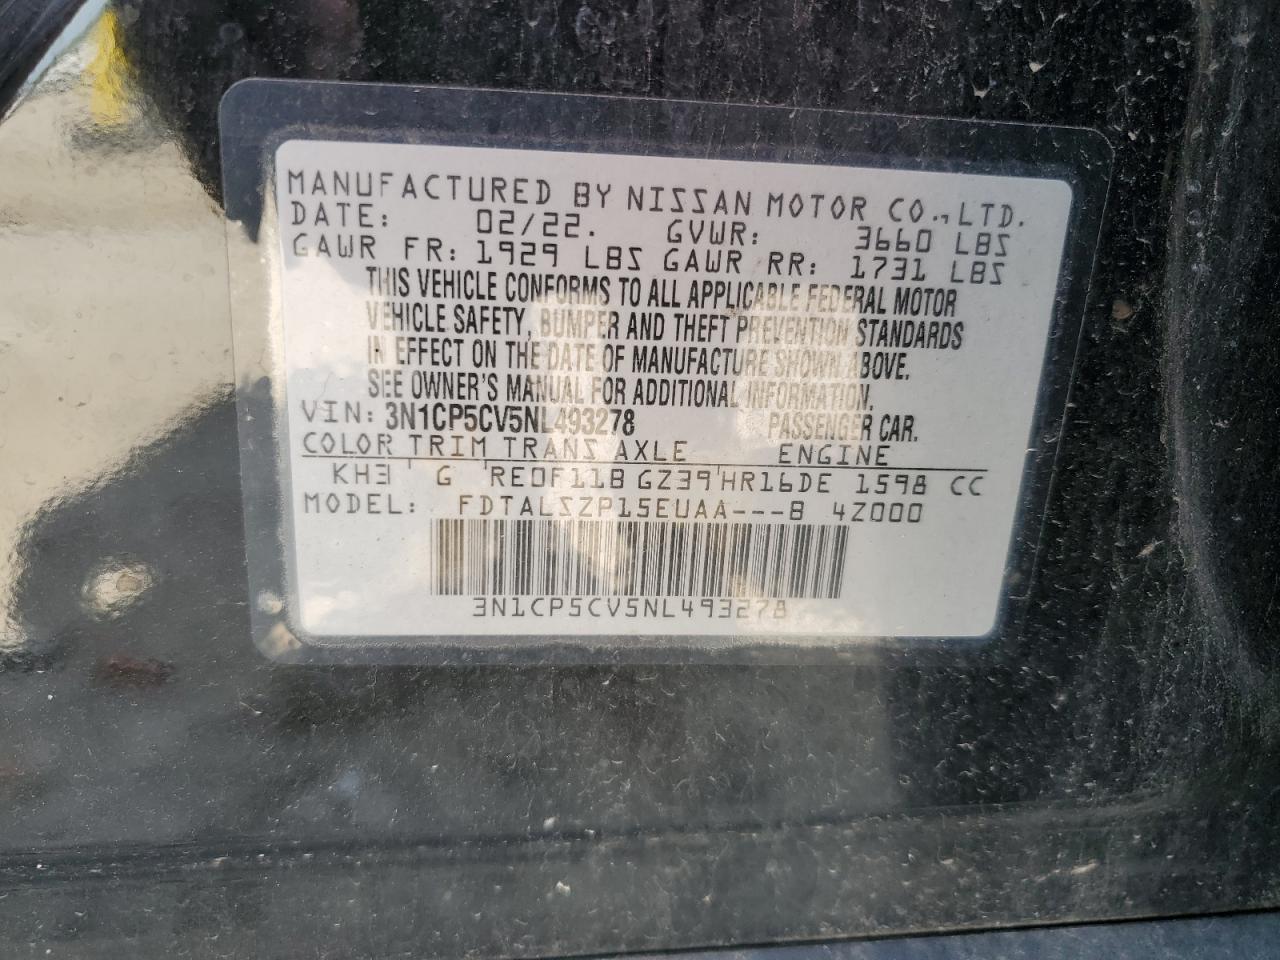 MANUFACTURED BY NISSAN MOTOR CO., LTD.
DATE: 02/22. GVWR: 3660 LBS
GAWR FR: 1929 LBS GAWR RR: 1731 LBS
THIS VEHICLE CONFORMS TO ALL APPLICABLE FEDERAL MOTOR
VEHICLE SAFETY, BUMPER AND THEFT PREVENTION STANDARDS
IN EFFECT ON THE DATE OF MANUFACTURE SHOWN ABOVE.
SEE OWNER'S MANUAL FOR ADDITIONAL INFORMATION.
VIN: 3N1CP5CV5NL493278 PASSENGER CAR.
COLOR TRIM TRANS AXLE ENGINE
KH3 ' G 'RE0F11B GZ39'HR16DE 1598 CC
MODEL: FDTALSZP15EUAA---B 4Z000
3N1CP5CV5NL493278